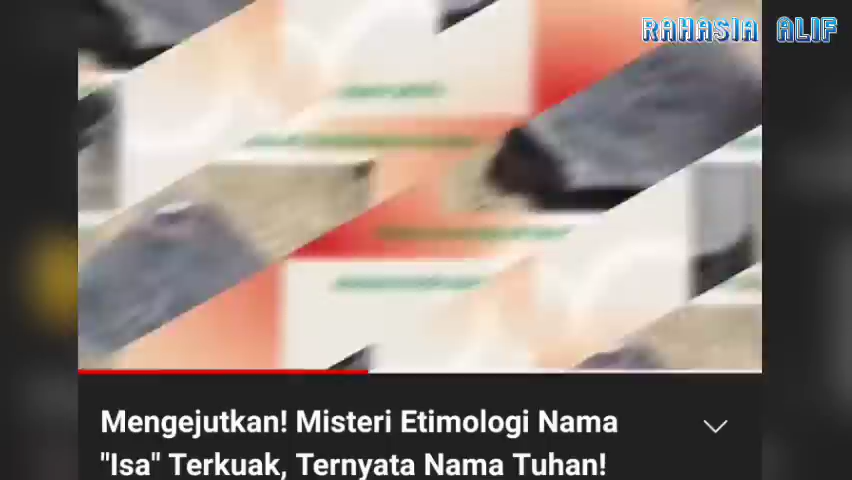 RAHASIA ALIF
Mengejutkan! Misteri Etimologi Nama
"Isa" Terkuak, Ternyata Nama Tuhan!